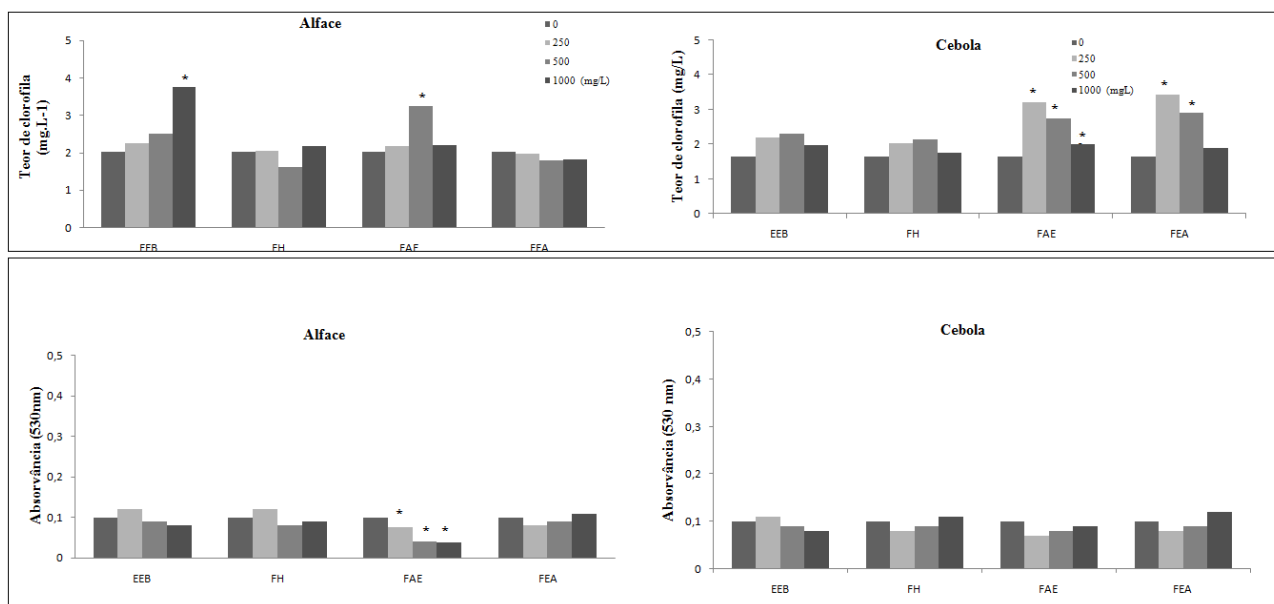 Alface
0
250
500
1000 (mg/L)
Teor de clorofila
(mg.L-1)
5
4
3
2
1
0
*
*
EEB
FH
FAE
FEA
Cebola
0
250
500
1000 (mgL)
Teor de clorofila (mg/L)
5
4
3
2
1
0
* * *
* *
EEB
FH
FAE
FEA
Alface
Absorvância (530nm)
0,5
0,4
0,3
0,2
0,1
0
* * *
EEB
FH
FAE
FEA
Cebola
Absorvância (530 nm)
0,5
0,4
0,3
0,2
0,1
0
EEB
FH
FAE
FEA